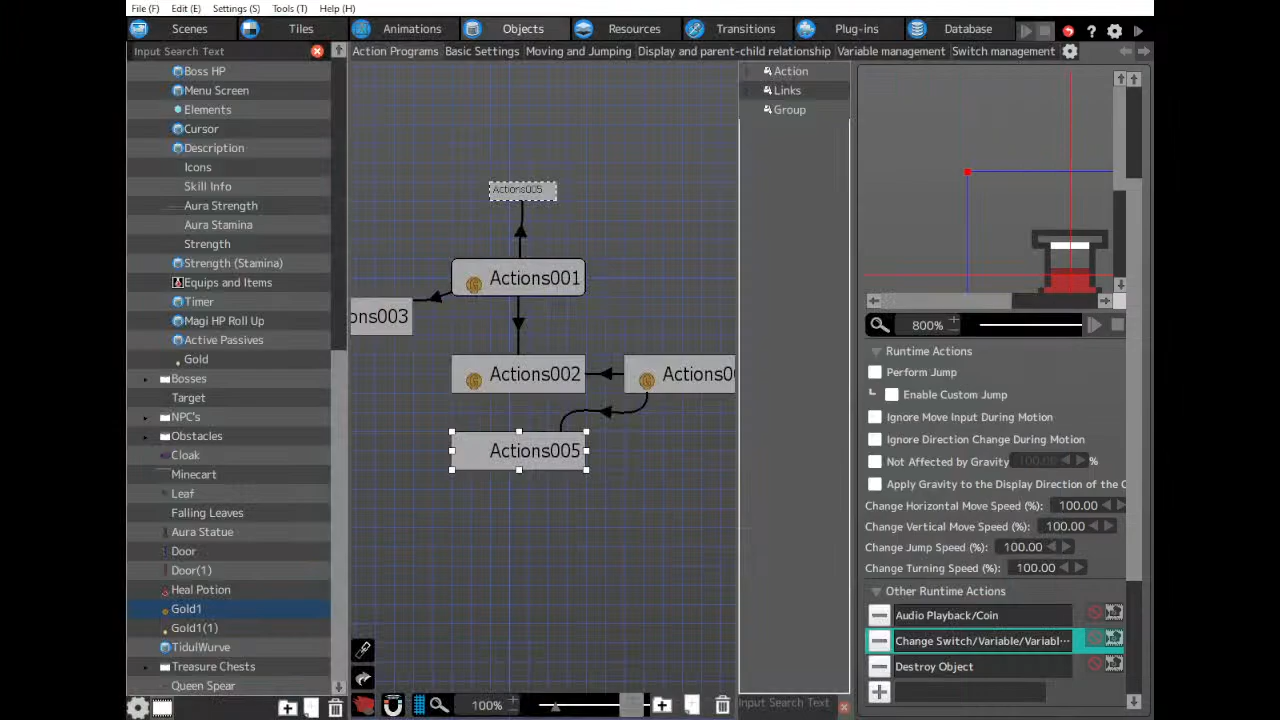 File (F) Edit (E) Settings (S) Tools (T) Help (H)
Scenes Tiles Animations Objects Resources Transitions Plug-ins Database
Input Search Text
Action Programs Basic Settings Moving and Jumping Display and parent-child relationship Variable management Switch management
Boss HP
Menu Screen
Elements
Cursor
Description
Icons
Skill Info
Aura Strength
Aura Stamina
Strength
Strength (Stamina)
Equips and Items
Timer
Magi HP Roll Up
Active Passives
Gold
Bosses
Target
NPC's
Obstacles
Cloak
Minecart
Leaf
Falling Leaves
Aura Statue
Door
Door(1)
Heal Potion
Gold1
Gold1(1)
TidulWurve
Treasure Chests
Queen Spear
Actions005
Actions001
ons003
Actions002
Actions0
Actions005
100%
Action
Links
Group
Input Search Text
800%
Runtime Actions
Perform Jump
Enable Custom Jump
Ignore Move Input During Motion
Ignore Direction Change During Motion
Not Affected by Gravity 100.00 %
Apply Gravity to the Display Direction of the C
Change Horizontal Move Speed (%): 100.00
Change Vertical Move Speed (%): 100.00
Change Jump Speed (%): 100.00
Change Turning Speed (%): 100.00
Other Runtime Actions
Audio Playback/Coin
Change Switch/Variable/Variabl···
Destroy Object